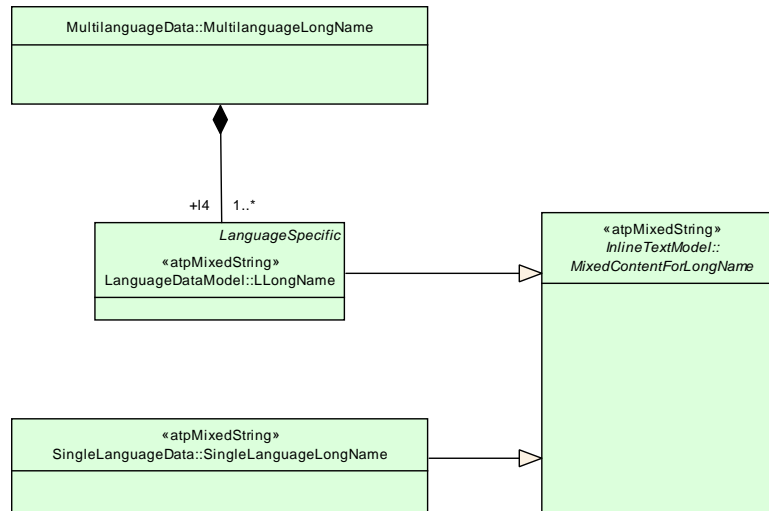 MultilanguageData::MultilanguageLongName
+l4 1..*
LanguageSpecific
«atpMixedString»
LanguageDataModel::LLongName
«atpMixedString»
InlineTextModel::
MixedContentForLongName
«atpMixedString»
SingleLanguageData::SingleLanguageLongName